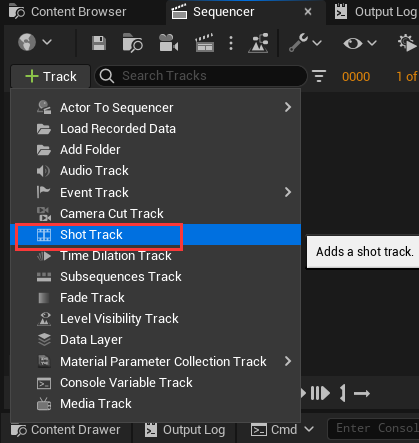 Content Browser
Sequencer
Output Log
Track
Search Tracks
0000
1 of
Actor To Sequencer
Load Recorded Data
Add Folder
Audio Track
Event Track
Camera Cut Track
Shot Track
Adds a shot track.
Time Dilation Track
Subsequences Track
Fade Track
Level Visibility Track
Data Layer
Material Parameter Collection Track
Console Variable Track
Media Track
Content Drawer
Output Log
Cmd
Enter Consol